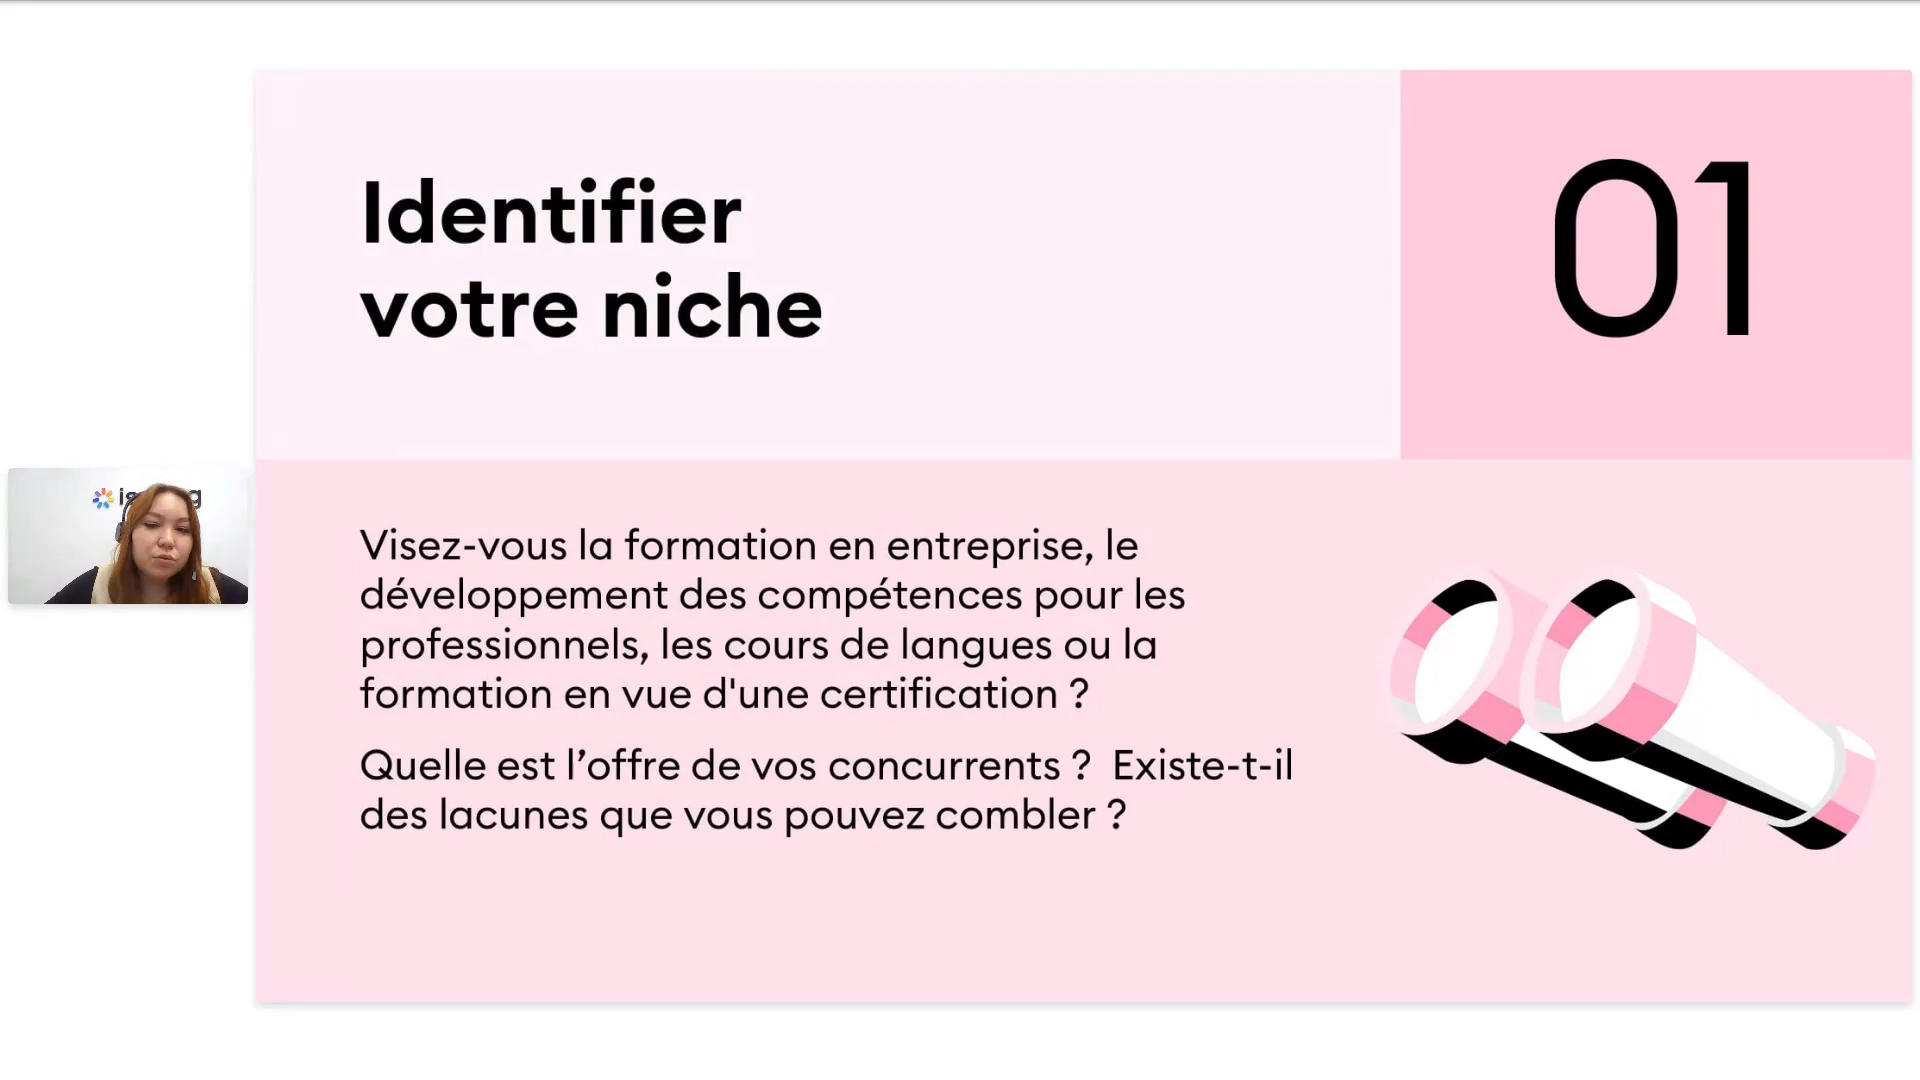 Identifier
votre niche
01
Visez-vous la formation en entreprise, le
développement des compétences pour les
professionnels, les cours de langues ou la
formation en vue d'une certification ?
Quelle est l’offre de vos concurrents ?  Existe-t-il
des lacunes que vous pouvez combler ?